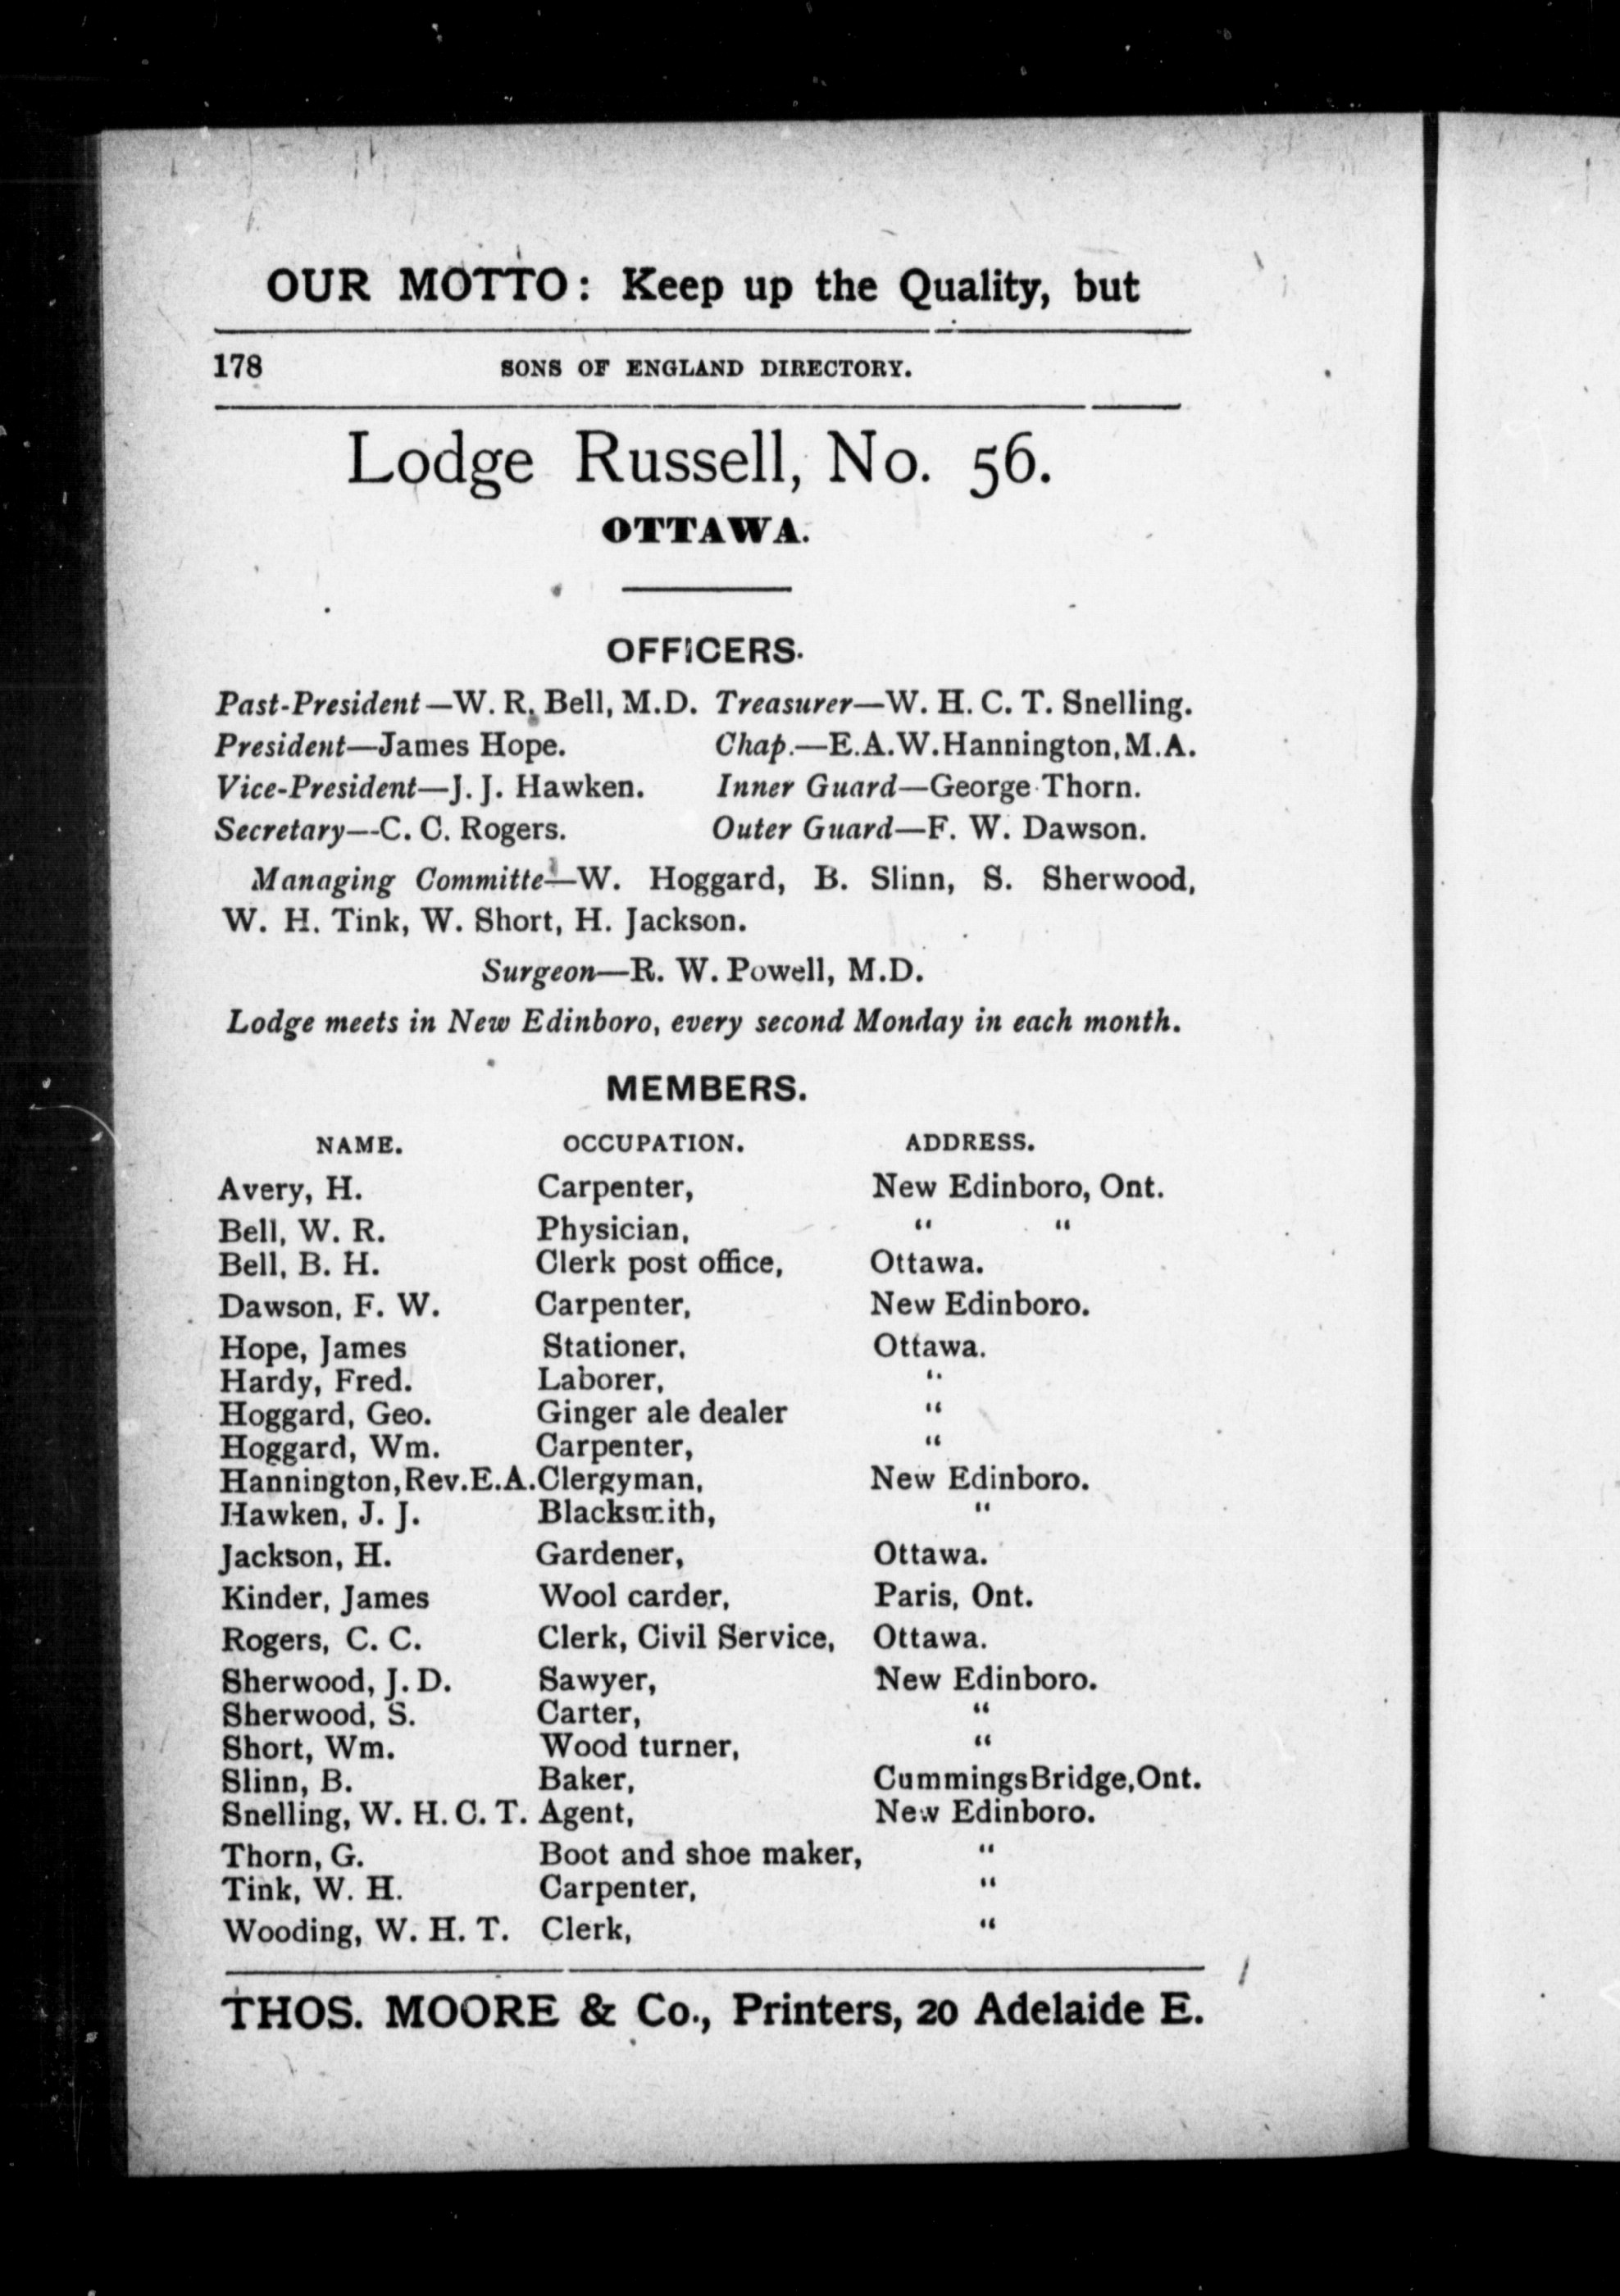 OUR MOTTO: Keep up the Quality, but
178 SONS OF ENGLAND DIRECTORY.
Lodge Russell, No. 56.
OTTAWA.
OFFICERS.
Past-President—W. R. Bell, M.D. Treasurer—W. H. C. T. Snelling.
President—James Hope. Chap.—E.A.W. Hannington, M.A.
Vice-President—J. J. Hawken. Inner Guard—George Thorn.
Secretary—C. C. Rogers. Outer Guard—F. W. Dawson.
Managing Committe—W. Hoggard, B. Slinn, S. Sherwood,
W. H. Tink, W. Short, H. Jackson.
Surgeon—R. W. Powell, M.D.
Lodge meets in New Edinboro, every second Monday in each month.
MEMBERS.
NAME. OCCUPATION. ADDRESS.
Avery, H. Carpenter, New Edinboro, Ont.
Bell, W. R. Physician, “ “
Bell, B. H. Clerk post office, Ottawa.
Dawson, F. W. Carpenter, New Edinboro.
Hope, James Stationer, Ottawa.
Hardy, Fred. Laborer, “
Hoggard, Geo. Ginger ale dealer “
Hoggard, Wm. Carpenter, “
Hannington, Rev. E.A. Clergyman, New Edinboro.
Hawken, J. J. Blacksmith, “
Jackson, H. Gardener, Ottawa.
Kinder, James Wool carder, Paris, Ont.
Rogers, C. C. Clerk, Civil Service, Ottawa.
Sherwood, J. D. Sawyer, New Edinboro.
Sherwood, S. Carter, “
Short, Wm. Wood turner, “
Slinn, B. Baker, Cummings Bridge, Ont.
Snelling, W. H. C. T. Agent, New Edinboro.
Thorn, G. Boot and shoe maker, “
Tink, W. H. Carpenter, “
Wooding, W. H. T. Clerk, “
THOS. MOORE & Co., Printers, 20 Adelaide E.